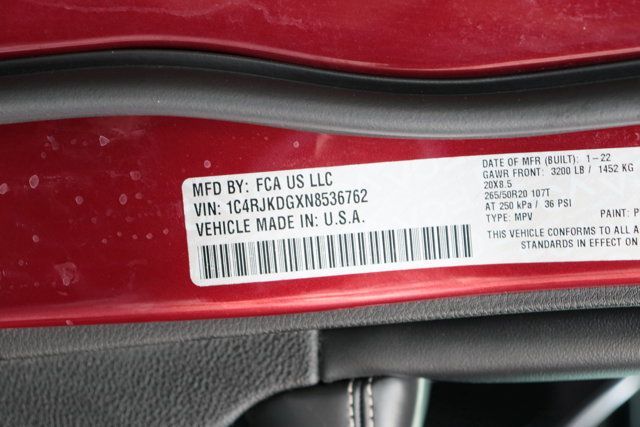 MFD BY: FCA US LLC
VIN: 1C4RJKDGXN8536762
VEHICLE MADE IN: U.S.A.
DATE OF MFR (BUILT): 1-22
GAWR FRONT: 3200 LB / 1452 KG
20X8.5
265/50R20 107T
AT 250 kPa / 36 PSI
TYPE: MPV
PAINT: P
THIS VEHICLE CONFORMS TO ALL A
STANDARDS IN EFFECT ON